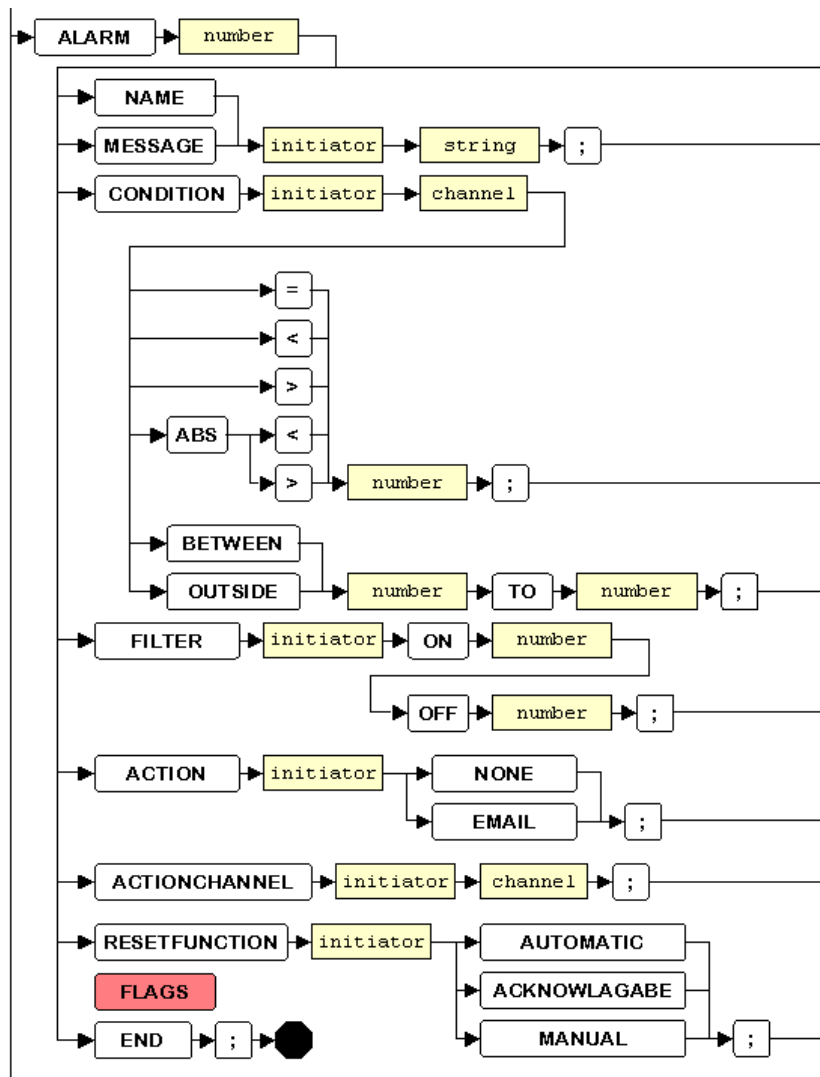 ALARM number
NAME
MESSAGE initiator string ;
CONDITION initiator channel
=
<
>
ABS <
> number ;
BETWEEN
OUTSIDE number TO number ;
FILTER initiator ON number
OFF number ;
ACTION initiator NONE
EMAIL ;
ACTIONCHANNEL initiator channel ;
RESETFUNCTION initiator AUTOMATIC
FLAGS ACKNOWLAGABE
END ; MANUAL ;